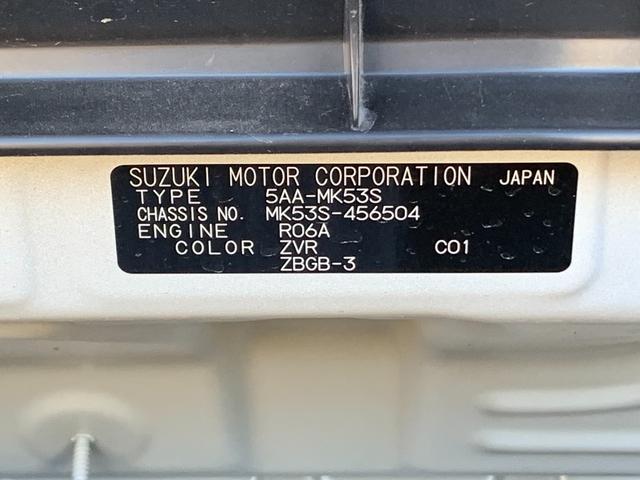 SUZUKI MOTOR CORPORATION JAPAN
TYPE 5AA-MK53S
CHASSIS NO. MK53S-456504
ENGINE R06A
COLOR ZVR C01
ZBGB-3